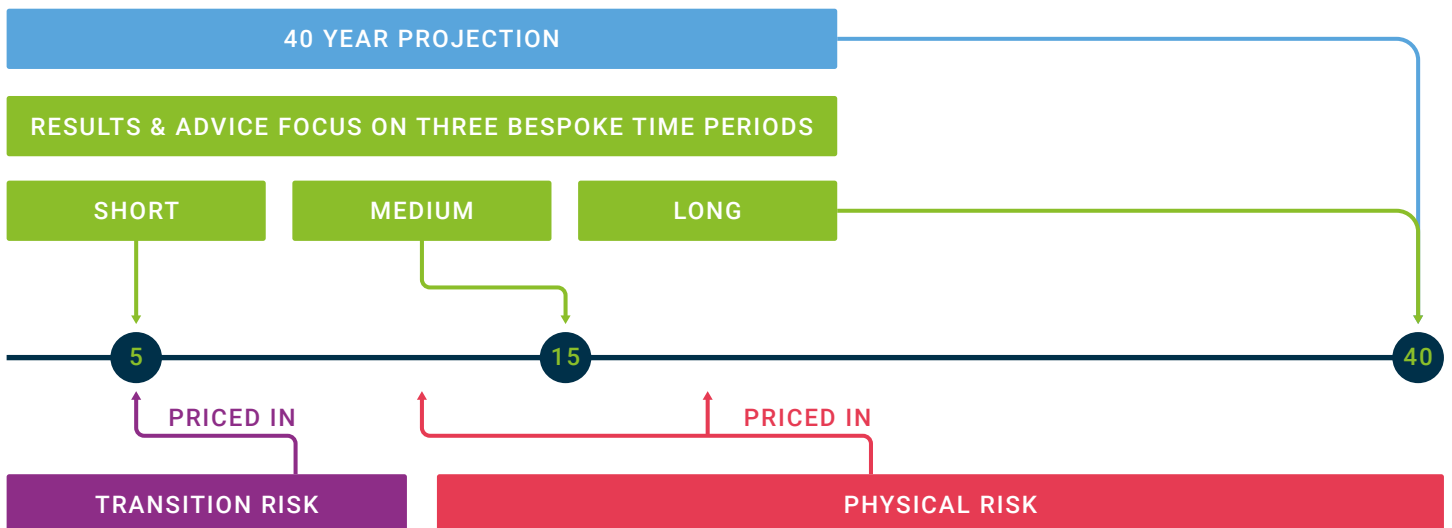 40 YEAR PROJECTION
RESULTS & ADVICE FOCUS ON THREE BESPOKE TIME PERIODS
SHORT
MEDIUM
LONG
5
15
40
PRICED IN
PRICED IN
TRANSITION RISK
PHYSICAL RISK